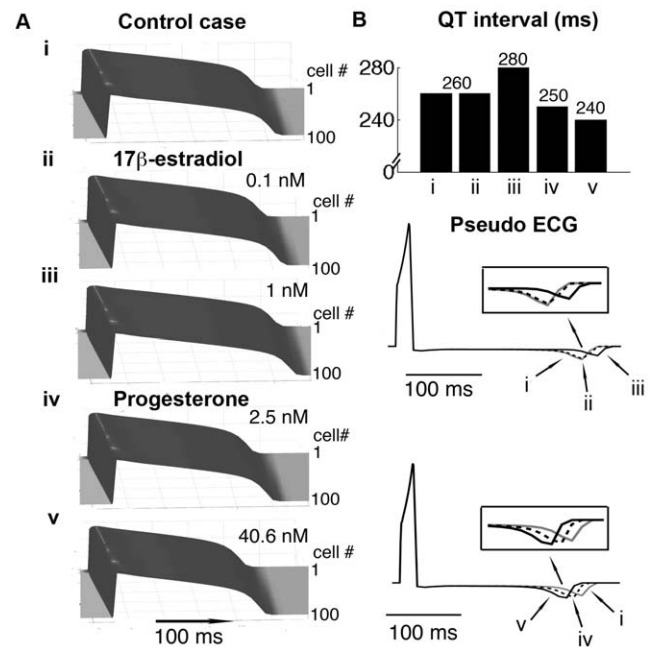 A
Control case
i
cell #
1
100
ii
17β-estradiol
0.1 nM
cell #
1
100
iii
1 nM
cell #
1
100
iv
Progesterone
2.5 nM
cell#
1
100
v
40.6 nM
cell #
1
100
100 ms
B
QT interval (ms)
280
240
0
260
280
250
240
i ii iii iv v
Pseudo ECG
100 ms
i
ii
iii
100 ms
v
iv
i